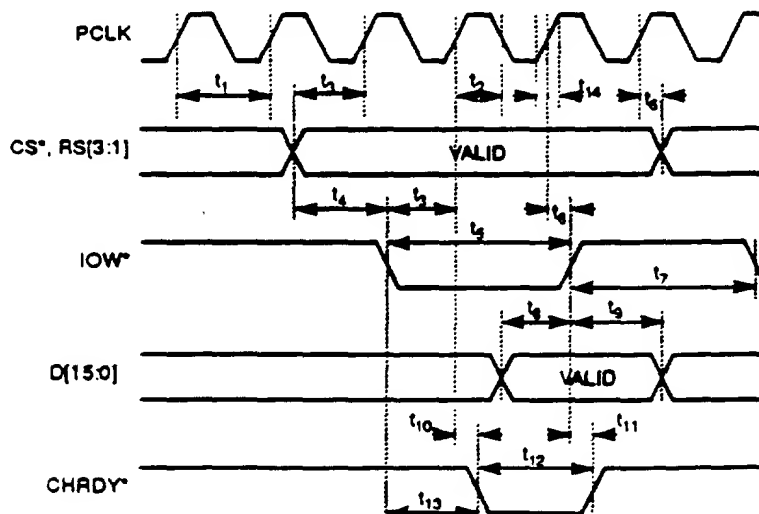 PCLK
t1
t3
t2
t14
t6
CS*, RS[3:1]
VALID
t4
t3
t6
IOW*
t5
t7
t8
t9
D[15:0]
VALID
t10
t11
t12
CHRDY*
t13